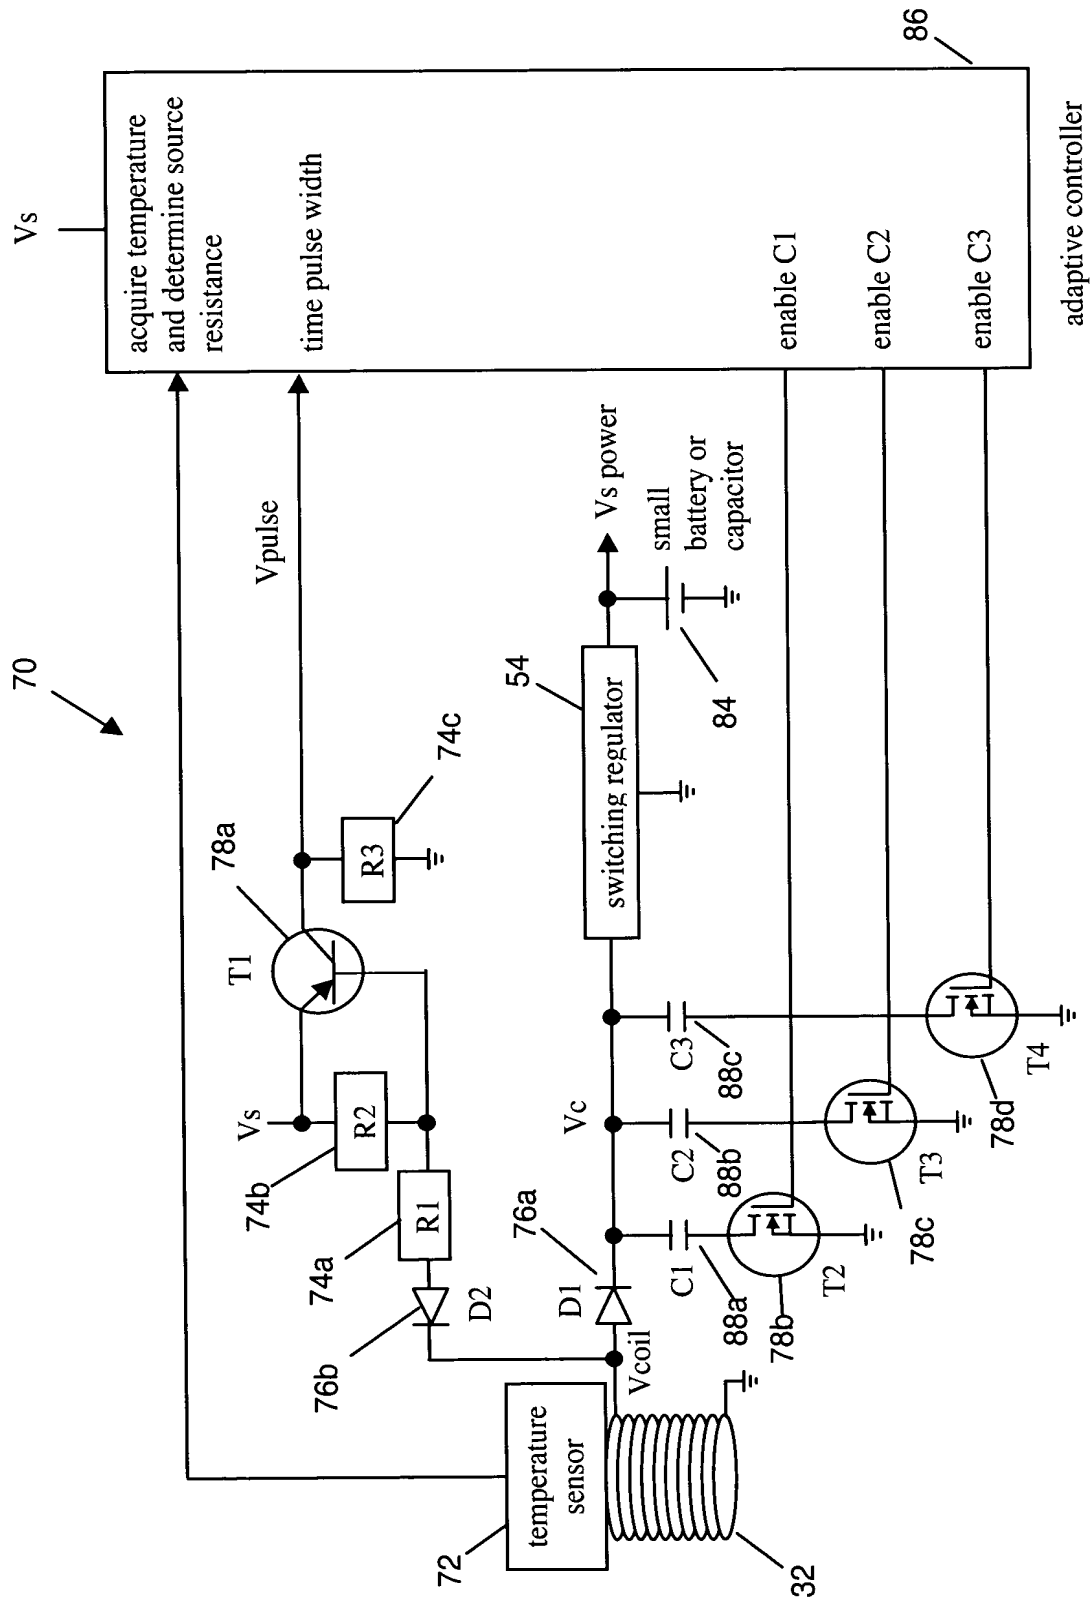 70
Vs
acquire temperature
and determine source
resistance
time pulse width
enable C1
enable C2
enable C3
86
adaptive controller
Vpulse
78a
T1
R3
74c
Vs
R2
74b
R1
74a
D2
76b
temperature
sensor
72
32
Vcoil
D1
76a
Vc
C1
88a
C2
88b
C3
88c
T2
78b
T3
78c
T4
78d
switching regulator
54
Vs power
small
battery or
capacitor
84